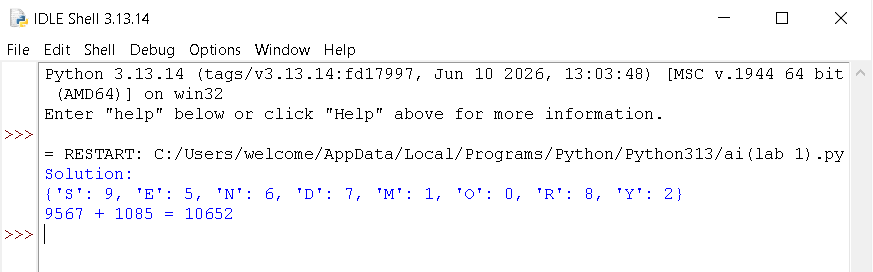 IDLE Shell 3.13.14
File Edit Shell Debug Options Window Help
Python 3.13.14 (tags/v3.13.14:fd17997, Jun 10 2026, 13:03:48) [MSC v.1944 64 bit
 (AMD64)] on win32
Enter "help" below or click "Help" above for more information.
>>>
= RESTART: C:/Users/welcome/AppData/Local/Programs/Python/Python313/ai(lab 1).py
Solution:
{'S': 9, 'E': 5, 'N': 6, 'D': 7, 'M': 1, 'O': 0, 'R': 8, 'Y': 2}
9567 + 1085 = 10652
>>>